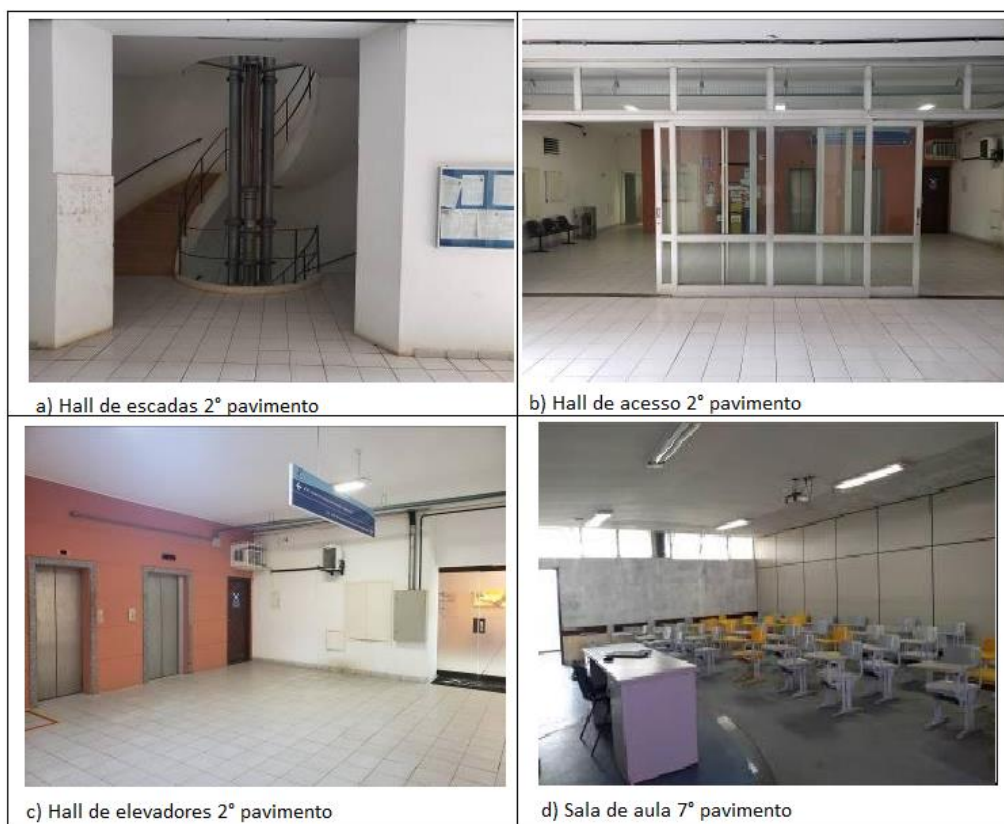 a) Hall de escadas 2° pavimento
b) Hall de acesso 2° pavimento
c) Hall de elevadores 2° pavimento
d) Sala de aula 7° pavimento